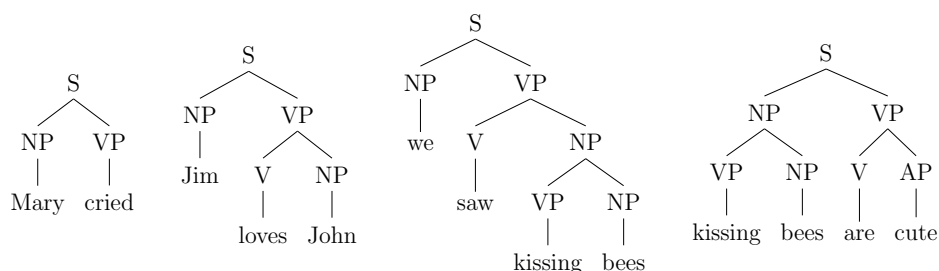 S
NP VP
Mary cried
S
NP VP
Jim V NP
loves John
S
NP VP
we V NP
saw VP NP
kissing bees
S
NP VP
VP NP V AP
kissing bees are cute